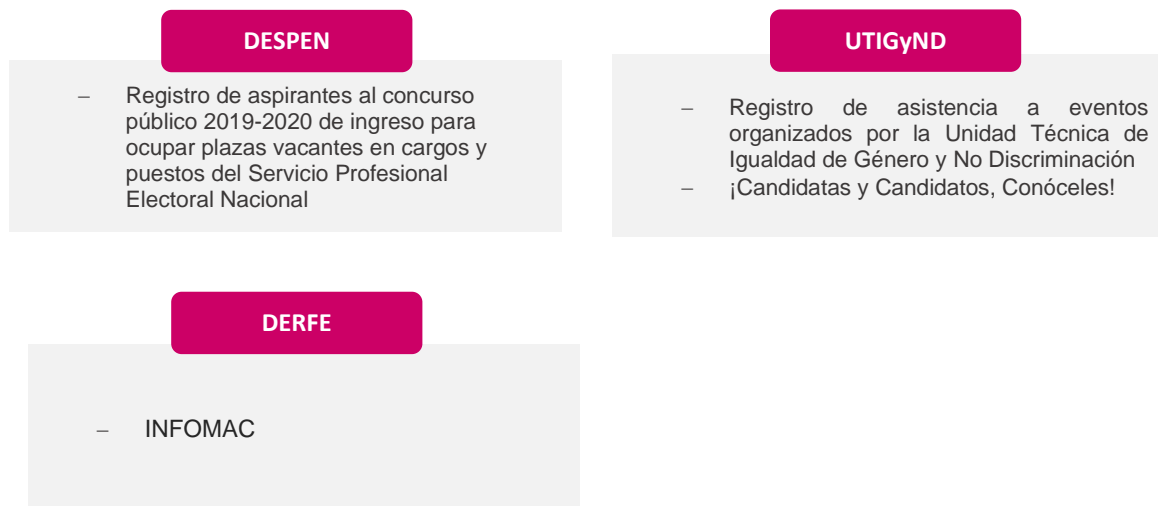 DESPEN
– Registro de aspirantes al concurso
público 2019-2020 de ingreso para
ocupar plazas vacantes en cargos y
puestos del Servicio Profesional
Electoral Nacional
UTIGyND
– Registro de asistencia a eventos
organizados por la Unidad Técnica de
Igualdad de Género y No Discriminación
– ¡Candidatas y Candidatos, Conóceles!
DERFE
– INFOMAC